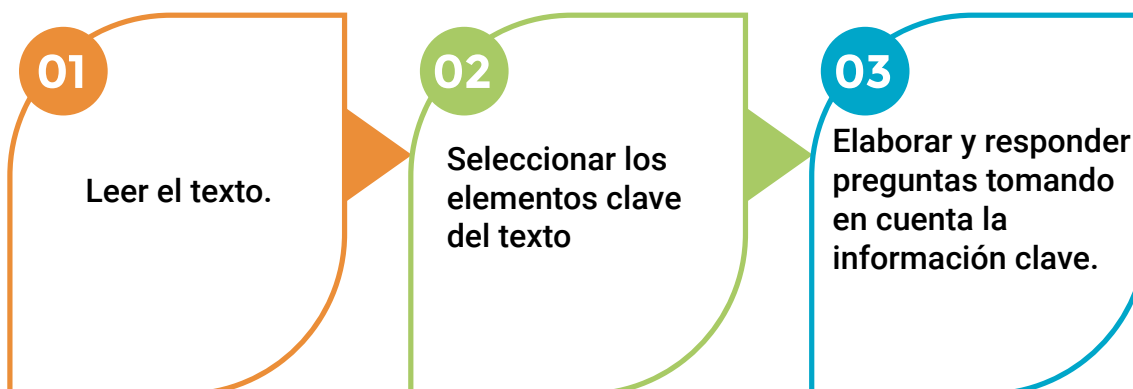 01
Leer el texto.
02
Seleccionar los
elementos clave
del texto
03
Elaborar y responder
preguntas tomando
en cuenta la
información clave.